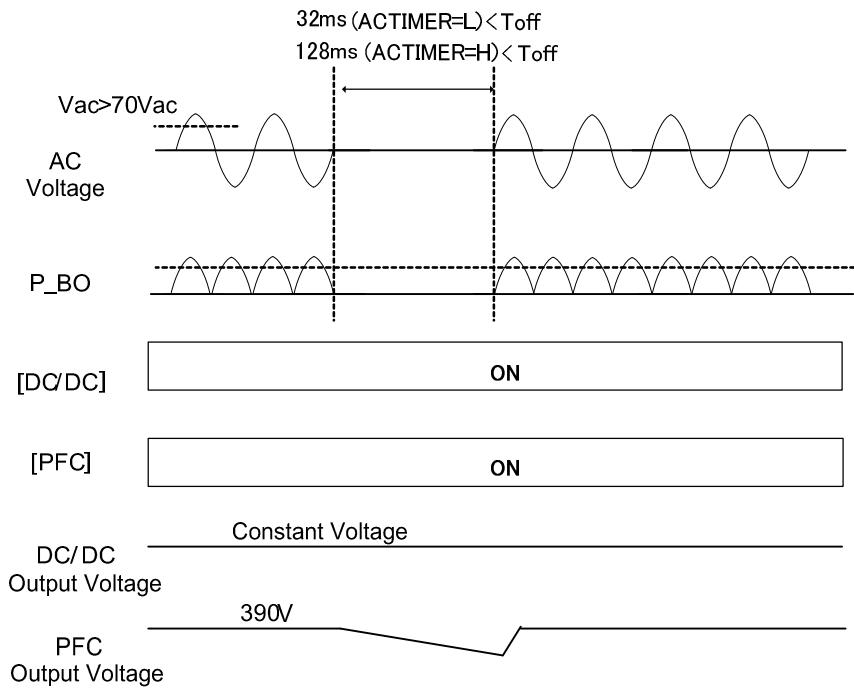 32ms (ACTIMER=L)<Toff
128ms (ACTIMER=H)<Toff
Vac>70Vac
AC
Voltage
P_BO
[DC/DC]
ON
[PFC]
ON
Constant Voltage
DC/DC
Output Voltage
390V
PFC
Output Voltage